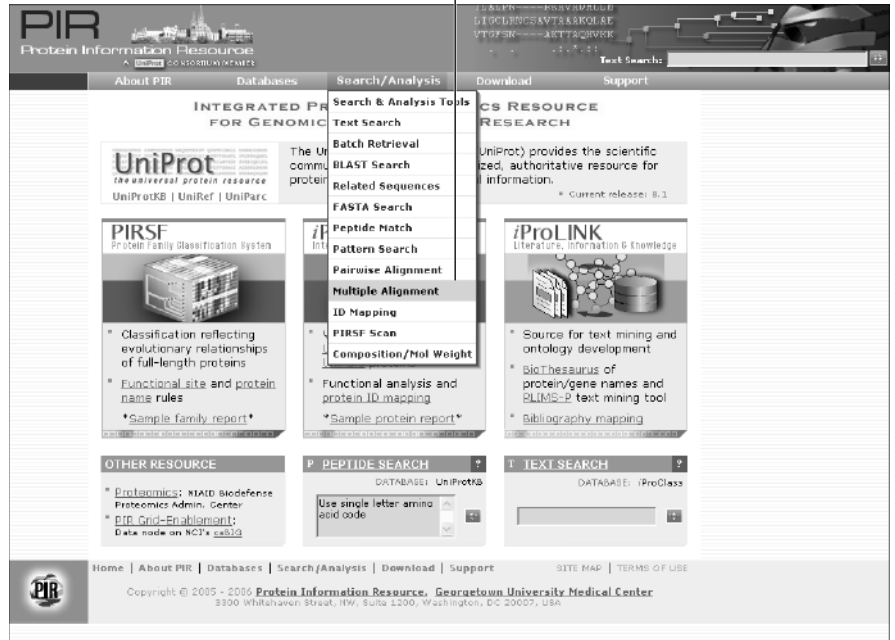 PIR
Protein Information Resource
A UniProt CONSORTIUM MEMBER
Text Search:
About PIR Databases Search/Analysis Download Support
INTEGRATED PR CS RESOURCE
FOR GENOMIC ESEARCH
Search & Analysis Tools
Text Search
Batch Retrieval
BLAST Search
Related Sequences
FASTA Search
Peptide Match
Pattern Search
Pairwise Alignment
Multiple Alignment
ID Mapping
PIRSF Scan
Composition/Mol Weight
UniProt
the universal protein resource
UniProtKB | UniRef | UniParc
The Un UniProt) provides the scientific
commu ized, authoritative resource for
protein l information.
* Current release: 8.1
PIRSF
Protein Family Classification System
Classification reflecting
evolutionary relationships
of full-length proteins
Functional site and protein
name rules
*Sample family report*
Functional analysis and
protein ID mapping
*Sample protein report*
iProLINK
Literature, Information & Knowledge
Source for text mining and
ontology development
BioThesaurus of
protein/gene names and
RLIMS-P text mining tool
Bibliography mapping
OTHER RESOURCE
Proteomics: NIAID Biodefense
Proteomics Admin. Center
PIR Grid-Enablement:
Data node on NCI's caBIG
P PEPTIDE SEARCH ?
DATABASE: UniProtKB
Use single letter amino
acid code
T TEXT SEARCH ?
DATABASE: iProClass
Home | About PIR | Databases | Search/Analysis | Download | Support SITE MAP | TERMS OF USE
PIR
Copyright © 2005 - 2006 Protein Information Resource, Georgetown University Medical Center
3300 Whitehaven Street, NW, Suite 1200, Washington, DC 20007, USA